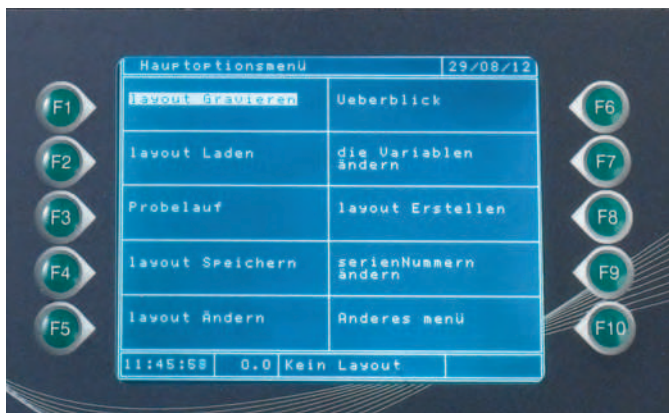 Hauptoptionsmenü 29/08/12
F1 layout Gravieren Ueberblick F6
F2 layout Laden die Variablen ändern F7
F3 Probelauf layout Erstellen F8
F4 layout Speichern serienNummern ändern F9
F5 layout Ändern Anderes menü F10
11:45:58 0.0 Kein Layout